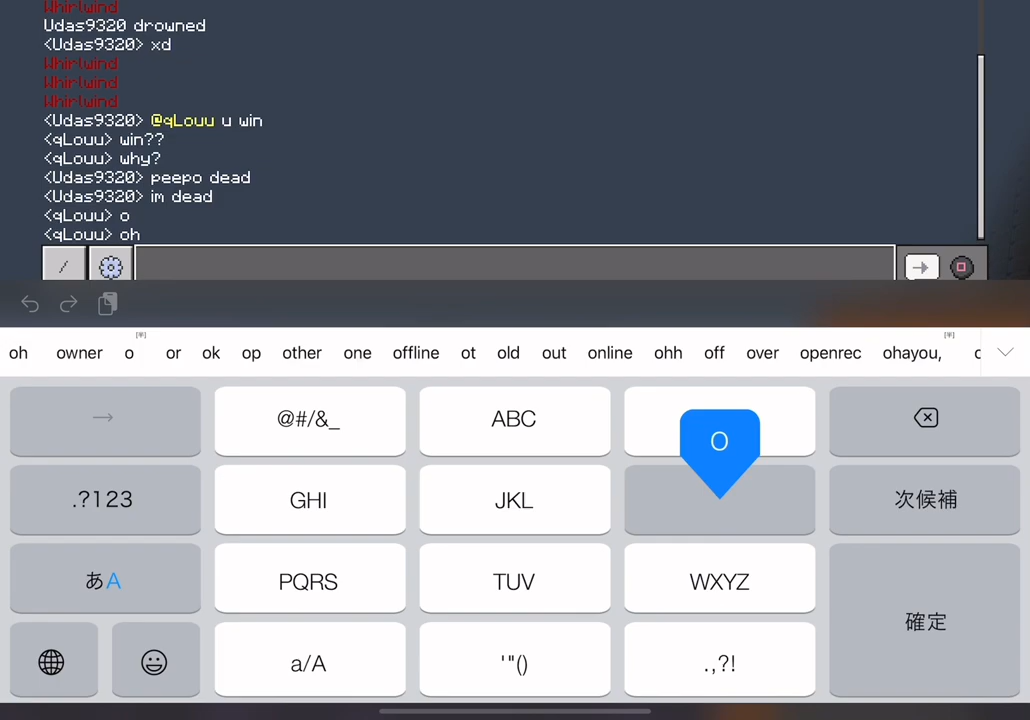 Whirlwind
Udas9320 drowned
<Udas9320> xd
Whirlwind
Whirlwind
Whirlwind
<Udas9320> @qLouu u win
<qLouu> win??
<qLouu> why?
<Udas9320> peepo dead
<Udas9320> im dead
<qLouu> o
<qLouu> oh
/
oh owner o or ok op other one offline ot old out online ohh off over openrec ohayou,
→ @#/&_ ABC
O
.?123 GHI JKL 次候補
あA PQRS TUV WXYZ
確定
a/A '"() .,?!